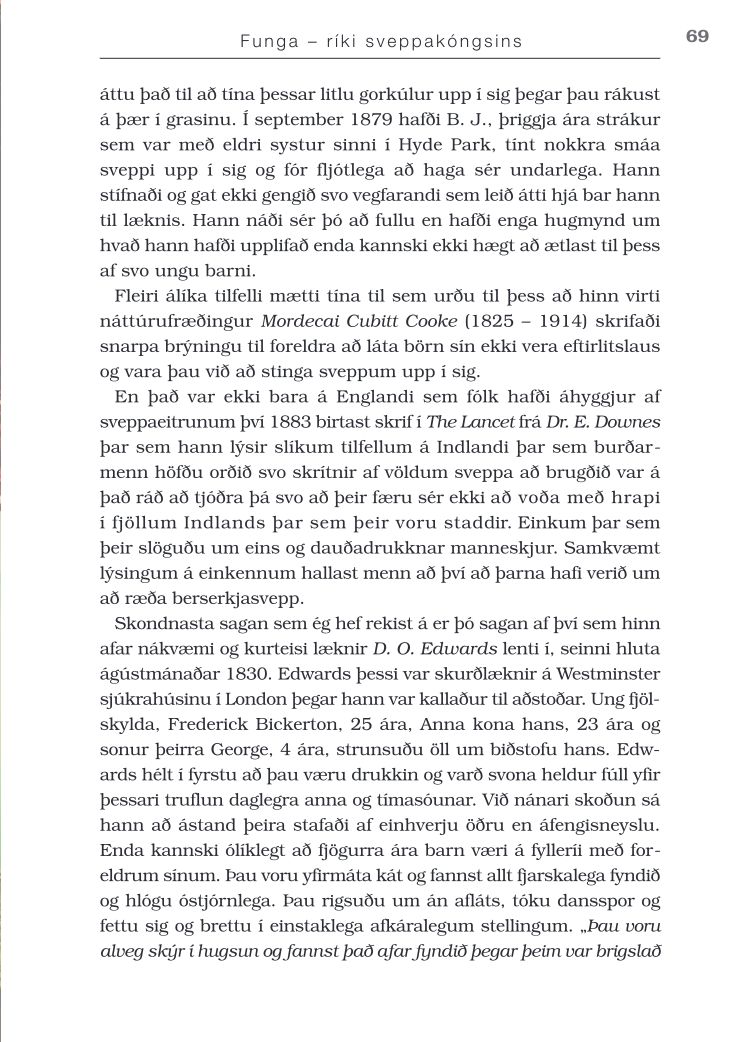 Funga – ríki sveppakóngsins
69
áttu það til að tína þessar litlu gorkúlur upp í sig þegar þau rákust
á þær í grasinu. Í september 1879 hafði B. J., þriggja ára strákur
sem var með eldri systur sinni í Hyde Park, tínt nokkra smáa
sveppi upp í sig og fór fljótlega að haga sér undarlega. Hann
stífnaði og gat ekki gengið svo vegfarandi sem leið átti hjá bar hann
til læknis. Hann náði sér þó að fullu en hafði enga hugmynd um
hvað hann hafði upplifað enda kannski ekki hægt að ætlast til þess
af svo ungu barni.
Fleiri álíka tilfelli mætti tína til sem urðu til þess að hinn virti
náttúrufræðingur Mordecai Cubitt Cooke (1825 – 1914) skrifaði
snarpa brýningu til foreldra að láta börn sín ekki vera eftirlitslaus
og vara þau við að stinga sveppum upp í sig.
En það var ekki bara á Englandi sem fólk hafði áhyggjur af
sveppaeitrunum því 1883 birtast skrif í The Lancet frá Dr. E. Downes
þar sem hann lýsir slíkum tilfellum á Indlandi þar sem burðar-
menn höfðu orðið svo skrítnir af völdum sveppa að brugðið var á
það ráð að tjóðra þá svo að þeir færu sér ekki að voða með hrapi
í fjöllum Indlands þar sem þeir voru staddir. Einkum þar sem
þeir slöguðu um eins og dauðadrukknar manneskjur. Samkvæmt
lýsingum á einkennum hallast menn að því að þarna hafi verið um
að ræða berserkjasvepp.
Skondnasta sagan sem ég hef rekist á er þó sagan af því sem hinn
afar nákvæmi og kurteisi læknir D. O. Edwards lenti í, seinni hluta
ágústmánaðar 1830. Edwards þessi var skurðlæknir á Westminster
sjúkrahúsinu í London þegar hann var kallaður til aðstoðar. Ung fjöl-
skylda, Frederick Bickerton, 25 ára, Anna kona hans, 23 ára og
sonur þeirra George, 4 ára, strunsuðu öll um biðstofu hans. Edw-
ards hélt í fyrstu að þau væru drukkin og varð svona heldur fúll yfir
þessari truflun daglegra anna og tímasóunar. Við nánari skoðun sá
hann að ástand þeira stafaði af einhverju öðru en áfengisneyslu.
Enda kannski ólíklegt að fjögurra ára barn væri á fylleríi með for-
eldrum sínum. Þau voru yfirmáta kát og fannst allt fjarskalega fyndið
og hlógu óstjórnlega. Þau rigsuðu um án afláts, tóku dansspor og
fettu sig og brettu í einstaklega afkáralegum stellingum. „Þau voru
alveg skýr í hugsun og fannst það afar fyndið þegar þeim var brigslað